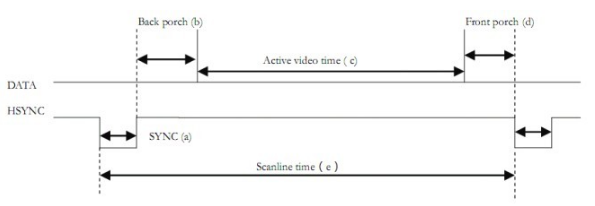 Back porch (b)
Front porch (d)
Active video time ( c)
DATA
HSYNC
SYNC (a)
Scanline time ( e )